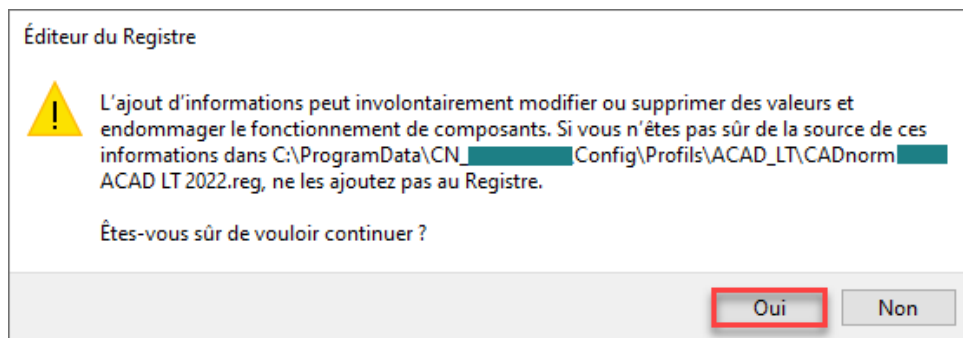 Éditeur du Registre
L'ajout d'informations peut involontairement modifier ou supprimer des valeurs et
endommager le fonctionnement de composants. Si vous n'êtes pas sûr de la source de ces
informations dans C:\ProgramData\CN_ Config\Profils\ACAD_LT\CADnorm
ACAD LT 2022.reg, ne les ajoutez pas au Registre.
Êtes-vous sûr de vouloir continuer ?
Oui Non